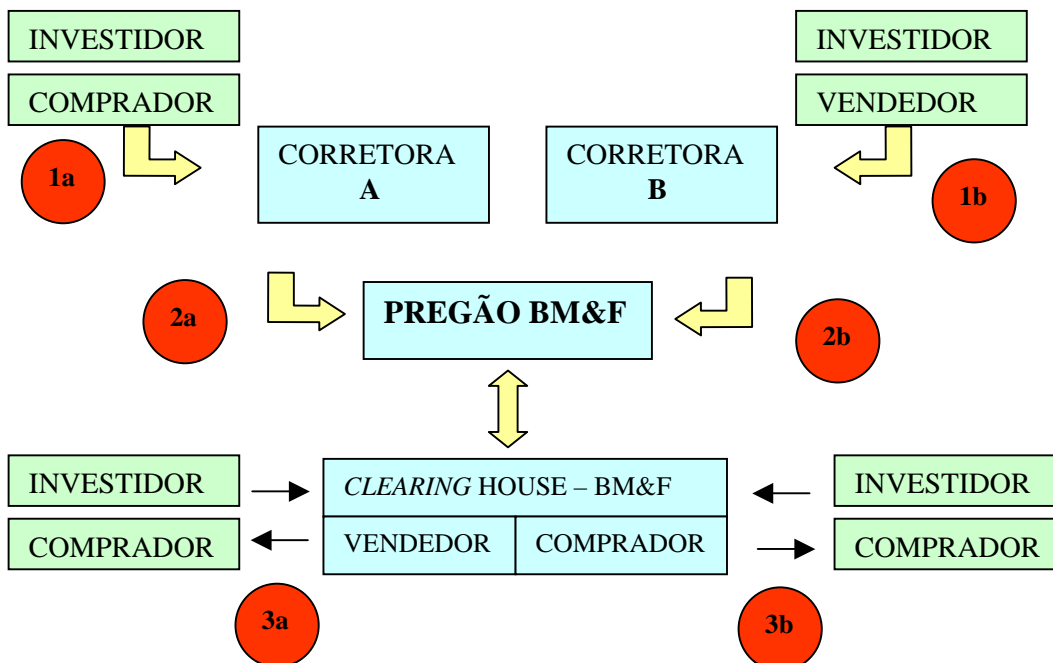 INVESTIDOR
COMPRADOR
INVESTIDOR
VENDEDOR
1a
CORRETORA
A
CORRETORA
B
1b
2a
PREGÃO BM&F
2b
INVESTIDOR
COMPRADOR
CLEARING HOUSE – BM&F
VENDEDOR
COMPRADOR
INVESTIDOR
COMPRADOR
3a
3b